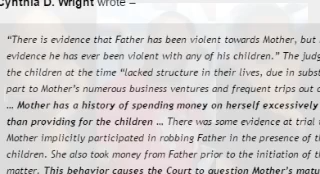 Cynthia D. Wright wrote –
"There is evidence that Father has been violent towards Mother, but
evidence he has ever been violent with any of his children." The judg
the children at the time "lacked structure in their lives, due in subst
part to Mother's numerous business ventures and frequent trips out o
... Mother has a history of spending money on herself excessively
than providing for the children ... There was some evidence at trial
Mother implicitly participated in robbing Father in the presence of th
children. She also took money from Father prior to the initiation of th
matter. This behavior causes the Court to question Mother's matu